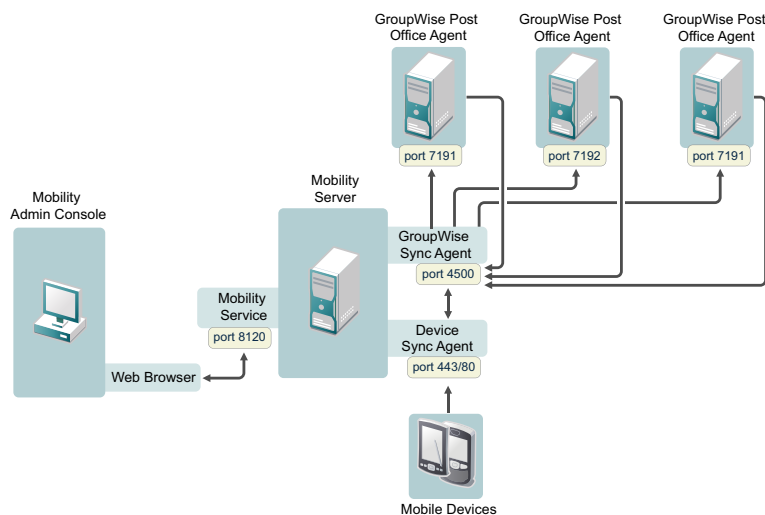 GroupWise Post
Office Agent
GroupWise Post
Office Agent
GroupWise Post
Office Agent
port 7191
port 7192
port 7191
Mobility
Server
Mobility
Admin Console
GroupWise
Sync Agent
port 4500
Mobility
Service
port 8120
Device
Sync Agent
port 443/80
Web Browser
Mobile Devices